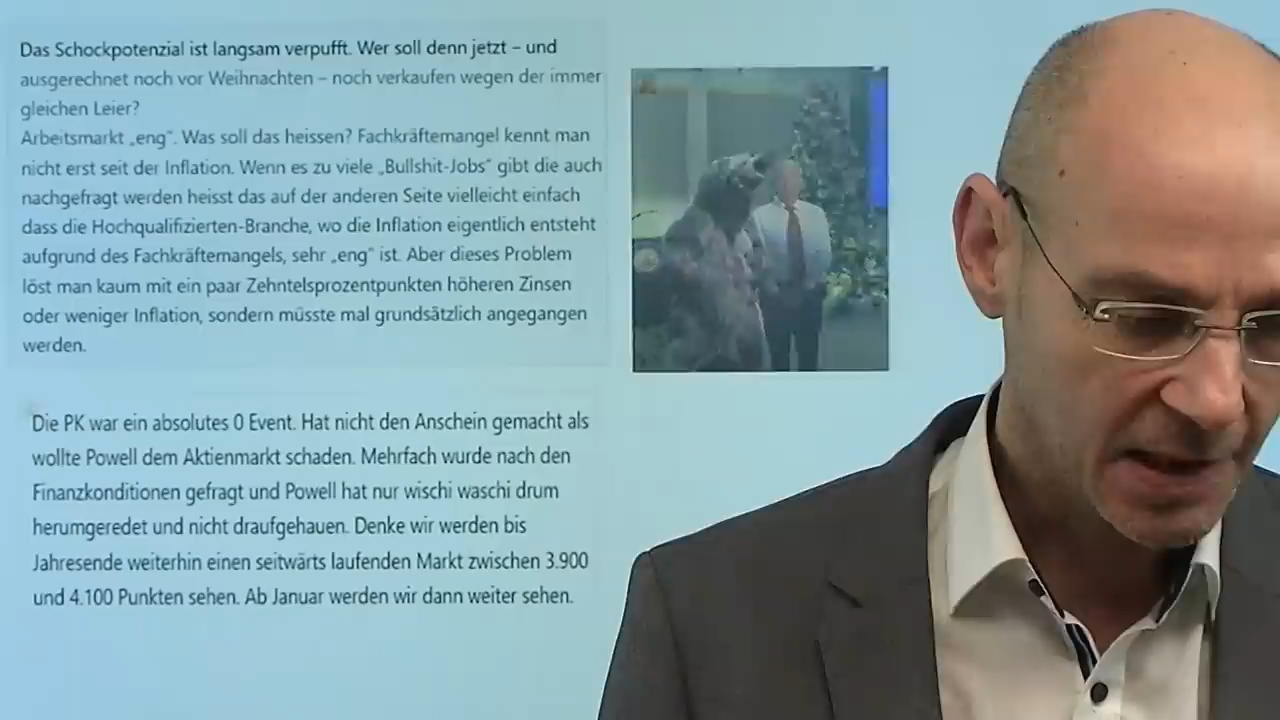 Das Schockpotenzial ist langsam verpufft. Wer soll denn jetzt – und
ausgerechnet noch vor Weihnachten – noch verkaufen wegen der immer
gleichen Leier?
Arbeitsmarkt „eng“. Was soll das heissen? Fachkräftemangel kennt man
nicht erst seit der Inflation. Wenn es zu viele „Bullshit-Jobs“ gibt die auch
nachgefragt werden heisst das auf der anderen Seite vielleicht einfach
dass die Hochqualifizierten-Branche, wo die Inflation eigentlich entsteht
aufgrund des Fachkräftemangels, sehr „eng“ ist. Aber dieses Problem
löst man kaum mit ein paar Zehntelsprozentpunkten höheren Zinsen
oder weniger Inflation, sondern müsste mal grundsätzlich angegangen
werden.
Die PK war ein absolutes 0 Event. Hat nicht den Anschein gemacht als
wollte Powell dem Aktienmarkt schaden. Mehrfach wurde nach den
Finanzkonditionen gefragt und Powell hat nur wischi waschi drum
herumgeredet und nicht draufgehauen. Denke wir werden bis
Jahresende weiterhin einen seitwärts laufenden Markt zwischen 3.900
und 4.100 Punkten sehen. Ab Januar werden wir dann weiter sehen.